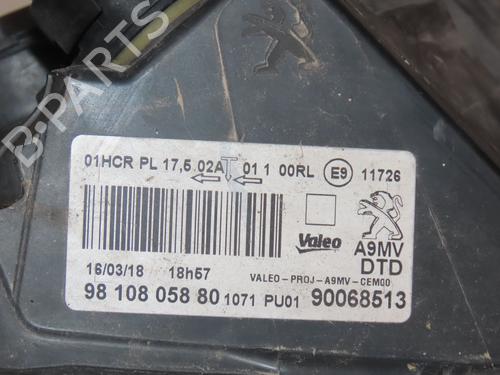 01HCR PL 17,5 02A T 01 1 00RL E9 11726
Valeo
A9MV
DTD
16/03/18 18h57
VALEO-PROJ-A9MV-CEM00
98 108 058 80 1071 PU01 90068513
B-PARTS